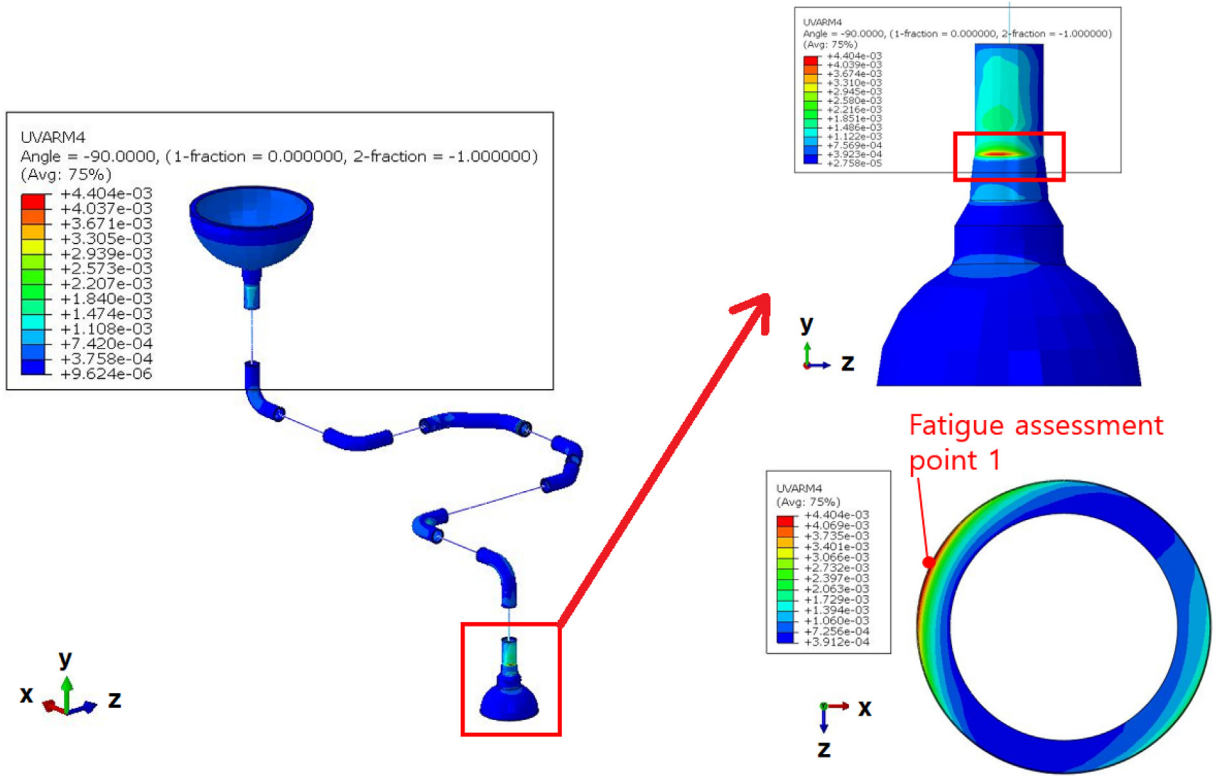 UVARM4
Angle = -90.0000, (1-fraction = 0.000000, 2-fraction = -1.000000)
(Avg: 75%)
+4.404e-03
+4.037e-03
+3.671e-03
+3.305e-03
+2.939e-03
+2.573e-03
+2.207e-03
+1.840e-03
+1.474e-03
+1.108e-03
+7.420e-04
+3.758e-04
+9.624e-06
y
x
z
UVARM4
Angle = -90.0000, (1-fraction = 0.000000, 2-fraction = -1.000000)
(Avg: 75%)
+4.404e-03
+4.039e-03
+3.674e-03
+3.310e-03
+2.945e-03
+2.580e-03
+2.216e-03
+1.851e-03
+1.486e-03
+1.122e-03
+7.569e-04
+3.923e-04
+2.758e-05
y
z
Fatigue assessment
point 1
UVARM4
(Avg: 75%)
+4.404e-03
+4.069e-03
+3.735e-03
+3.401e-03
+3.066e-03
+2.732e-03
+2.397e-03
+2.063e-03
+1.729e-03
+1.394e-03
+1.060e-03
+7.256e-04
+3.912e-04
x
z